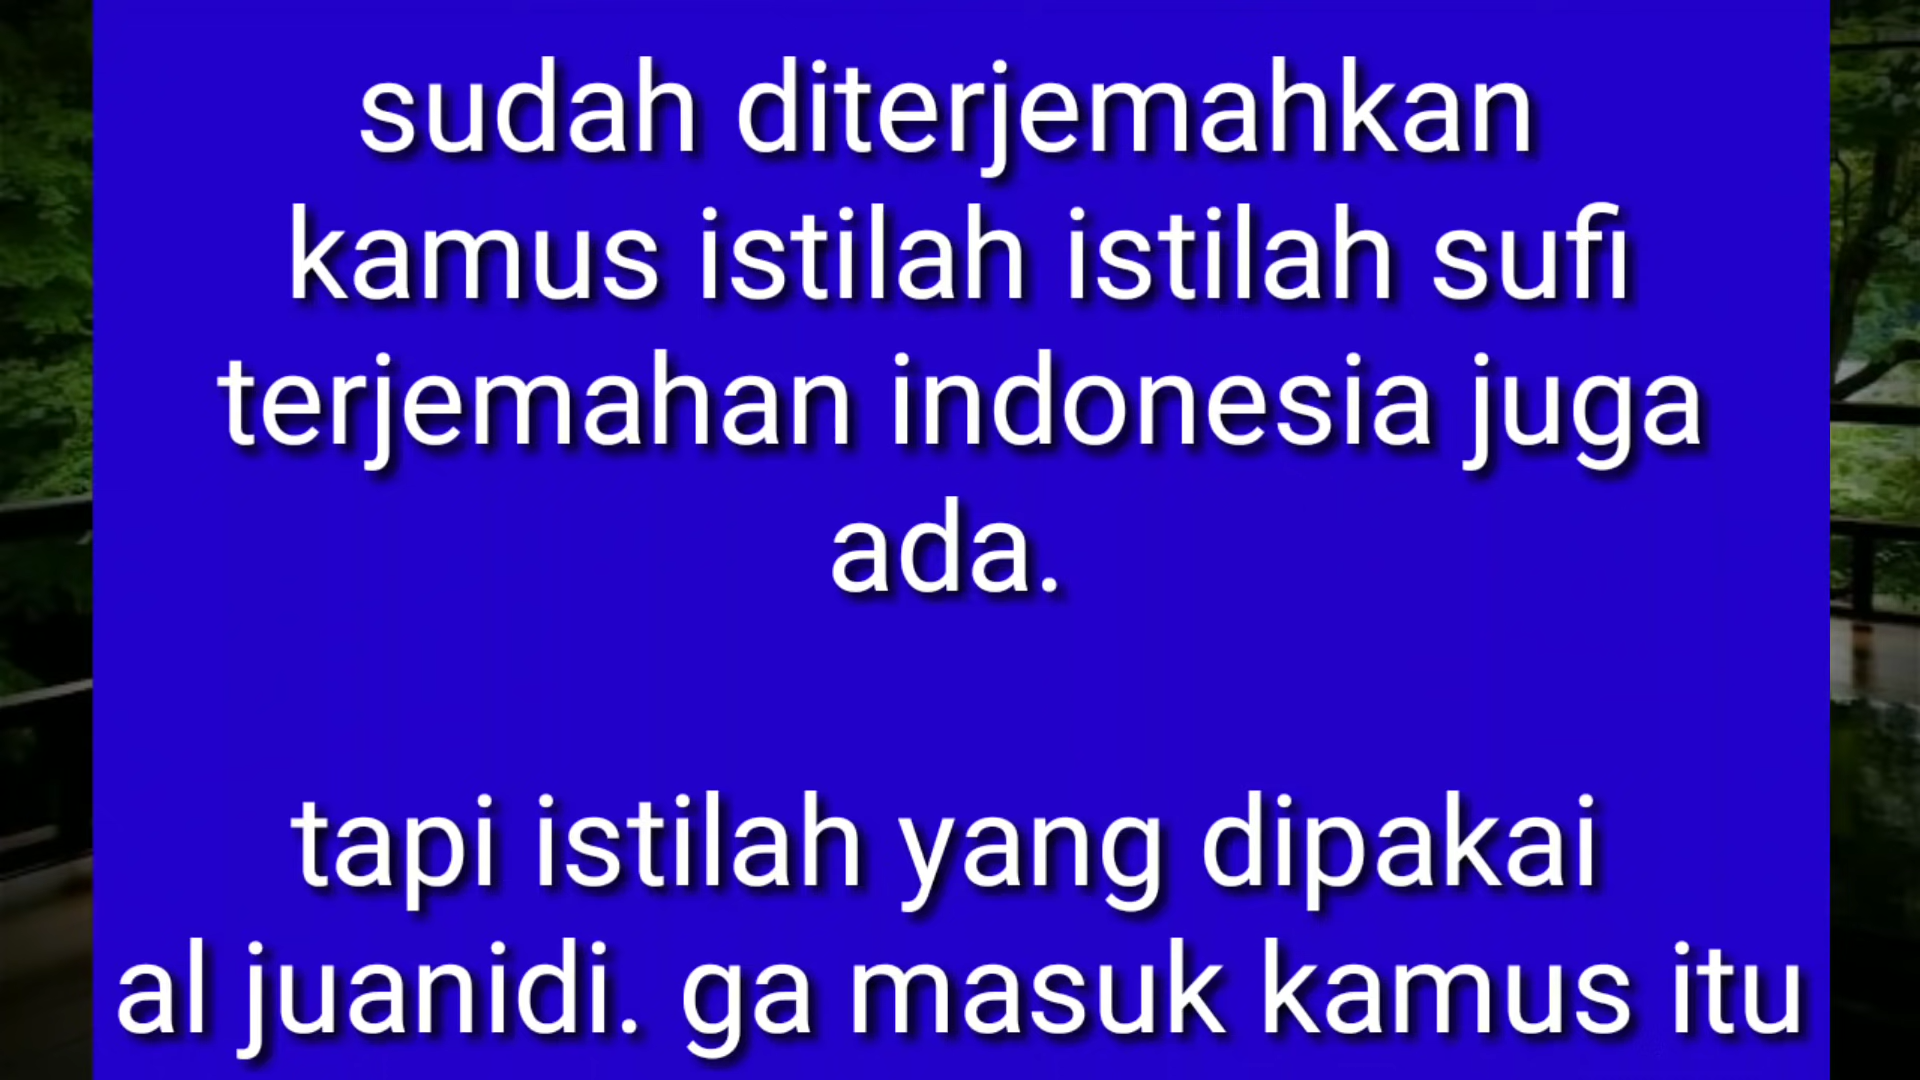 sudah diterjemahkan
kamus istilah istilah sufi
terjemahan indonesia juga
ada.
tapi istilah yang dipakai
al juanidi. ga masuk kamus itu